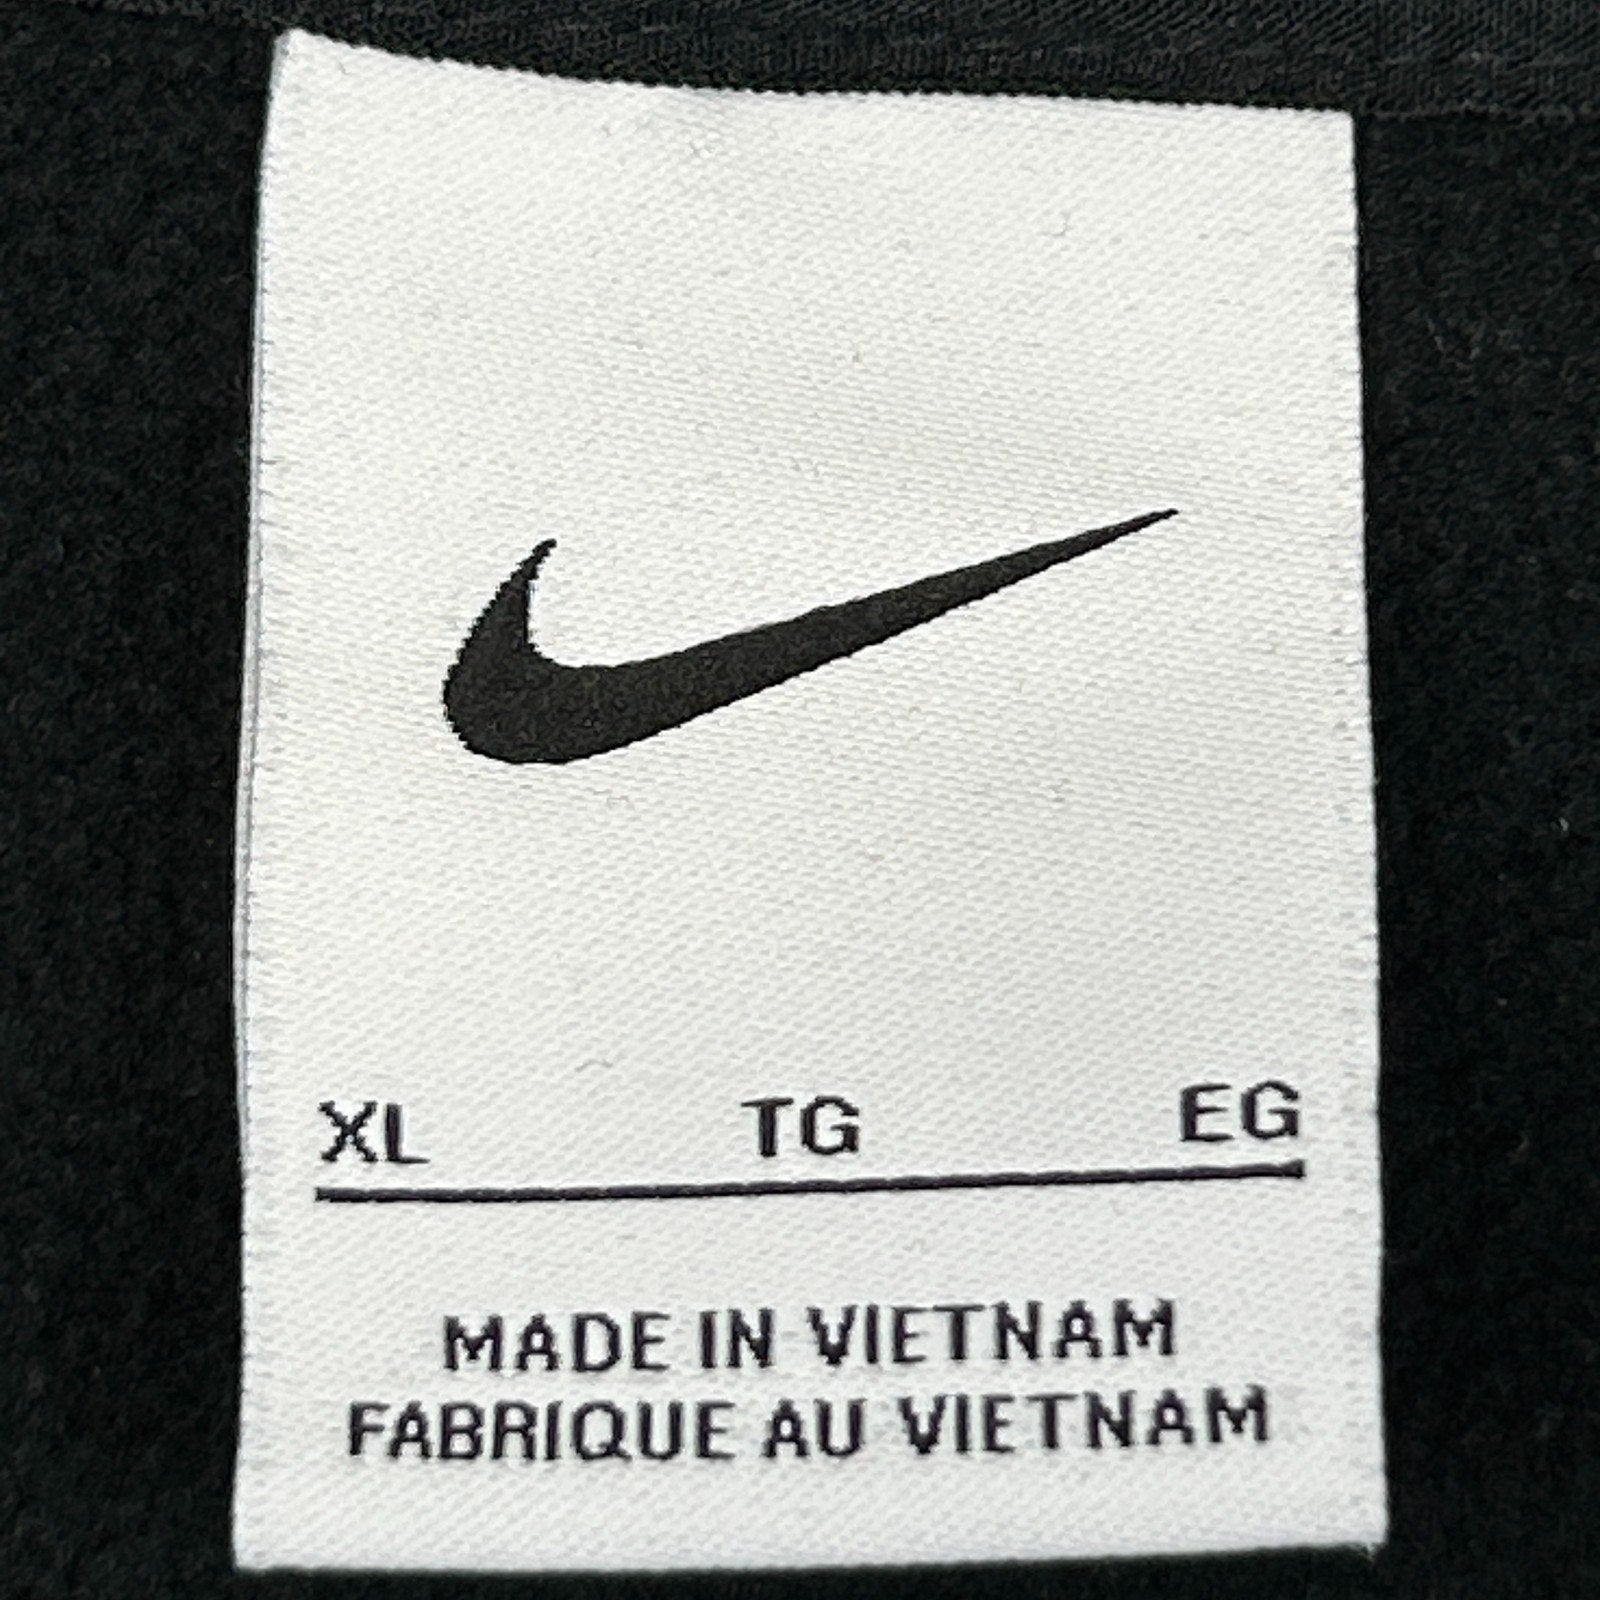 XL TG EG
MADE IN VIETNAM
FABRIQUE AU VIETNAM